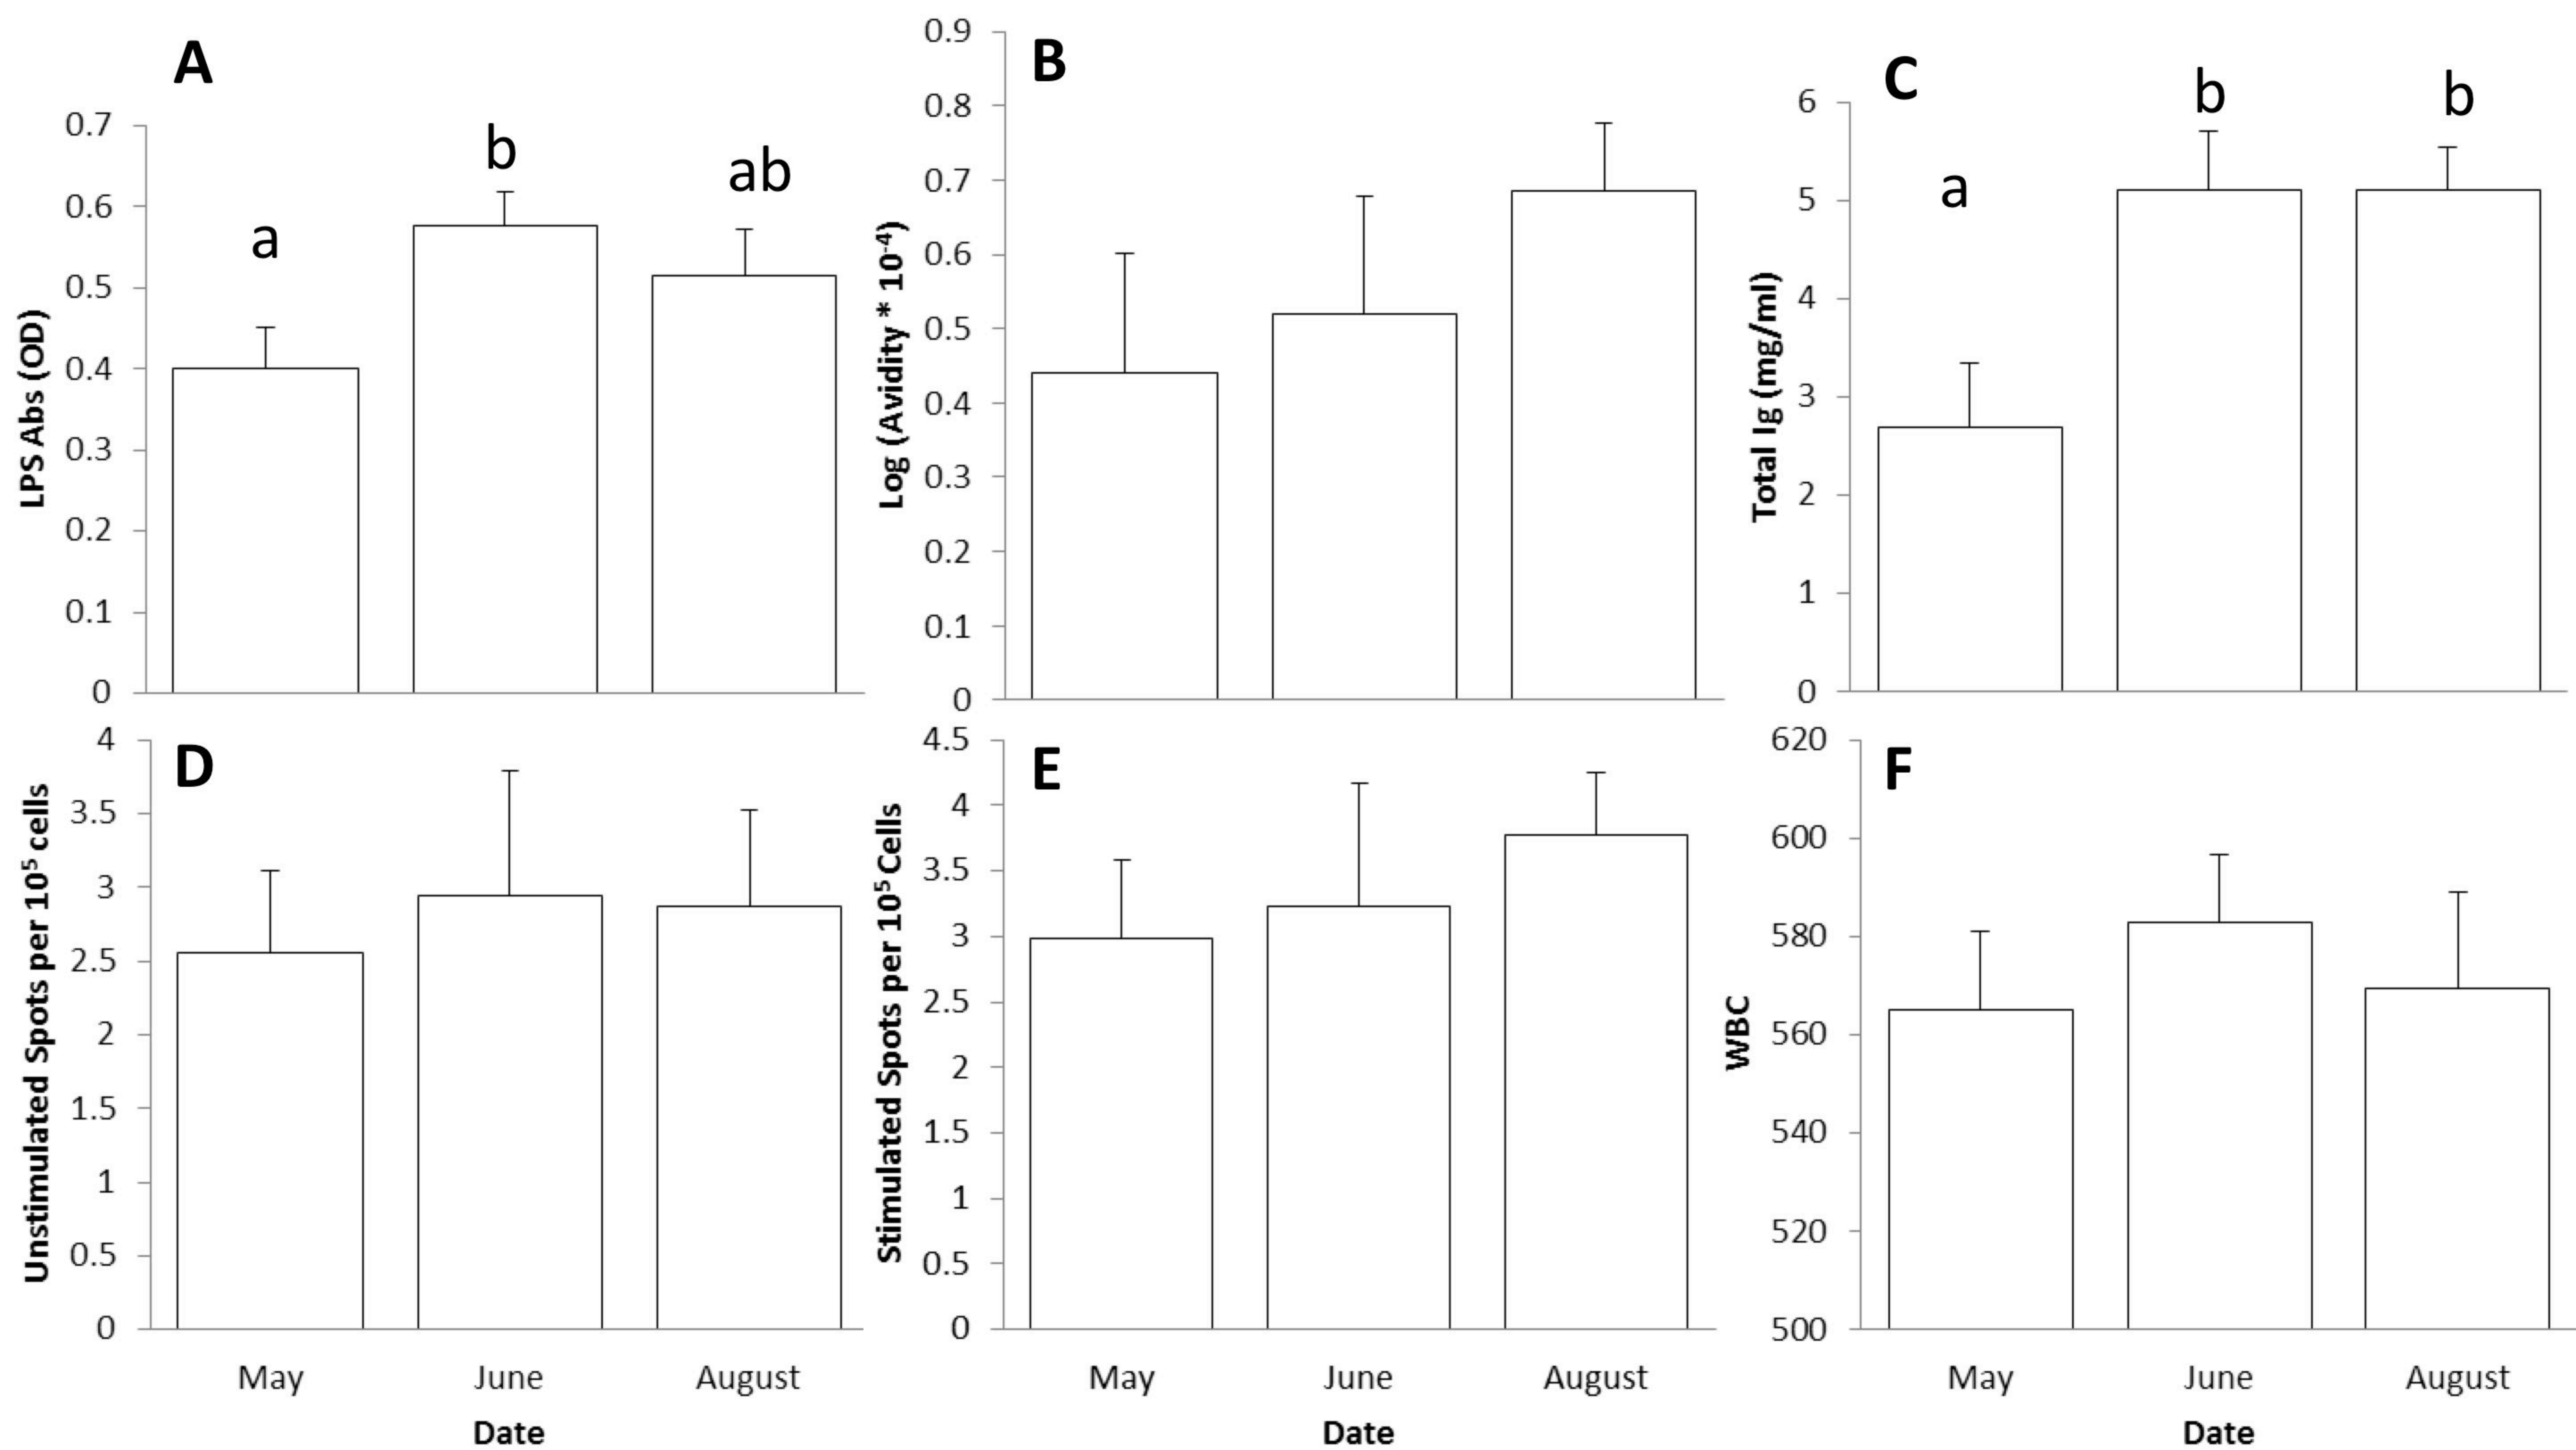 A
LPS Abs (OD)
0.7
0.6
0.5
0.4
0.3
0.2
0.1
0
a
b
ab
B
Log (Avidity * 10-4)
0.9
0.8
0.7
0.6
0.5
0.4
0.3
0.2
0.1
0
C
Total Ig (mg/ml)
6
5
4
3
2
1
0
a
b
b
D
Unstimulated Spots per 10⁵ cells
4
3.5
3
2.5
2
1.5
1
0.5
0
May
June
August
Date
E
Stimulated Spots per 10⁵ Cells
4.5
4
3.5
3
2.5
2
1.5
1
0.5
0
May
June
August
Date
F
WBC
620
600
580
560
540
520
500
May
June
August
Date